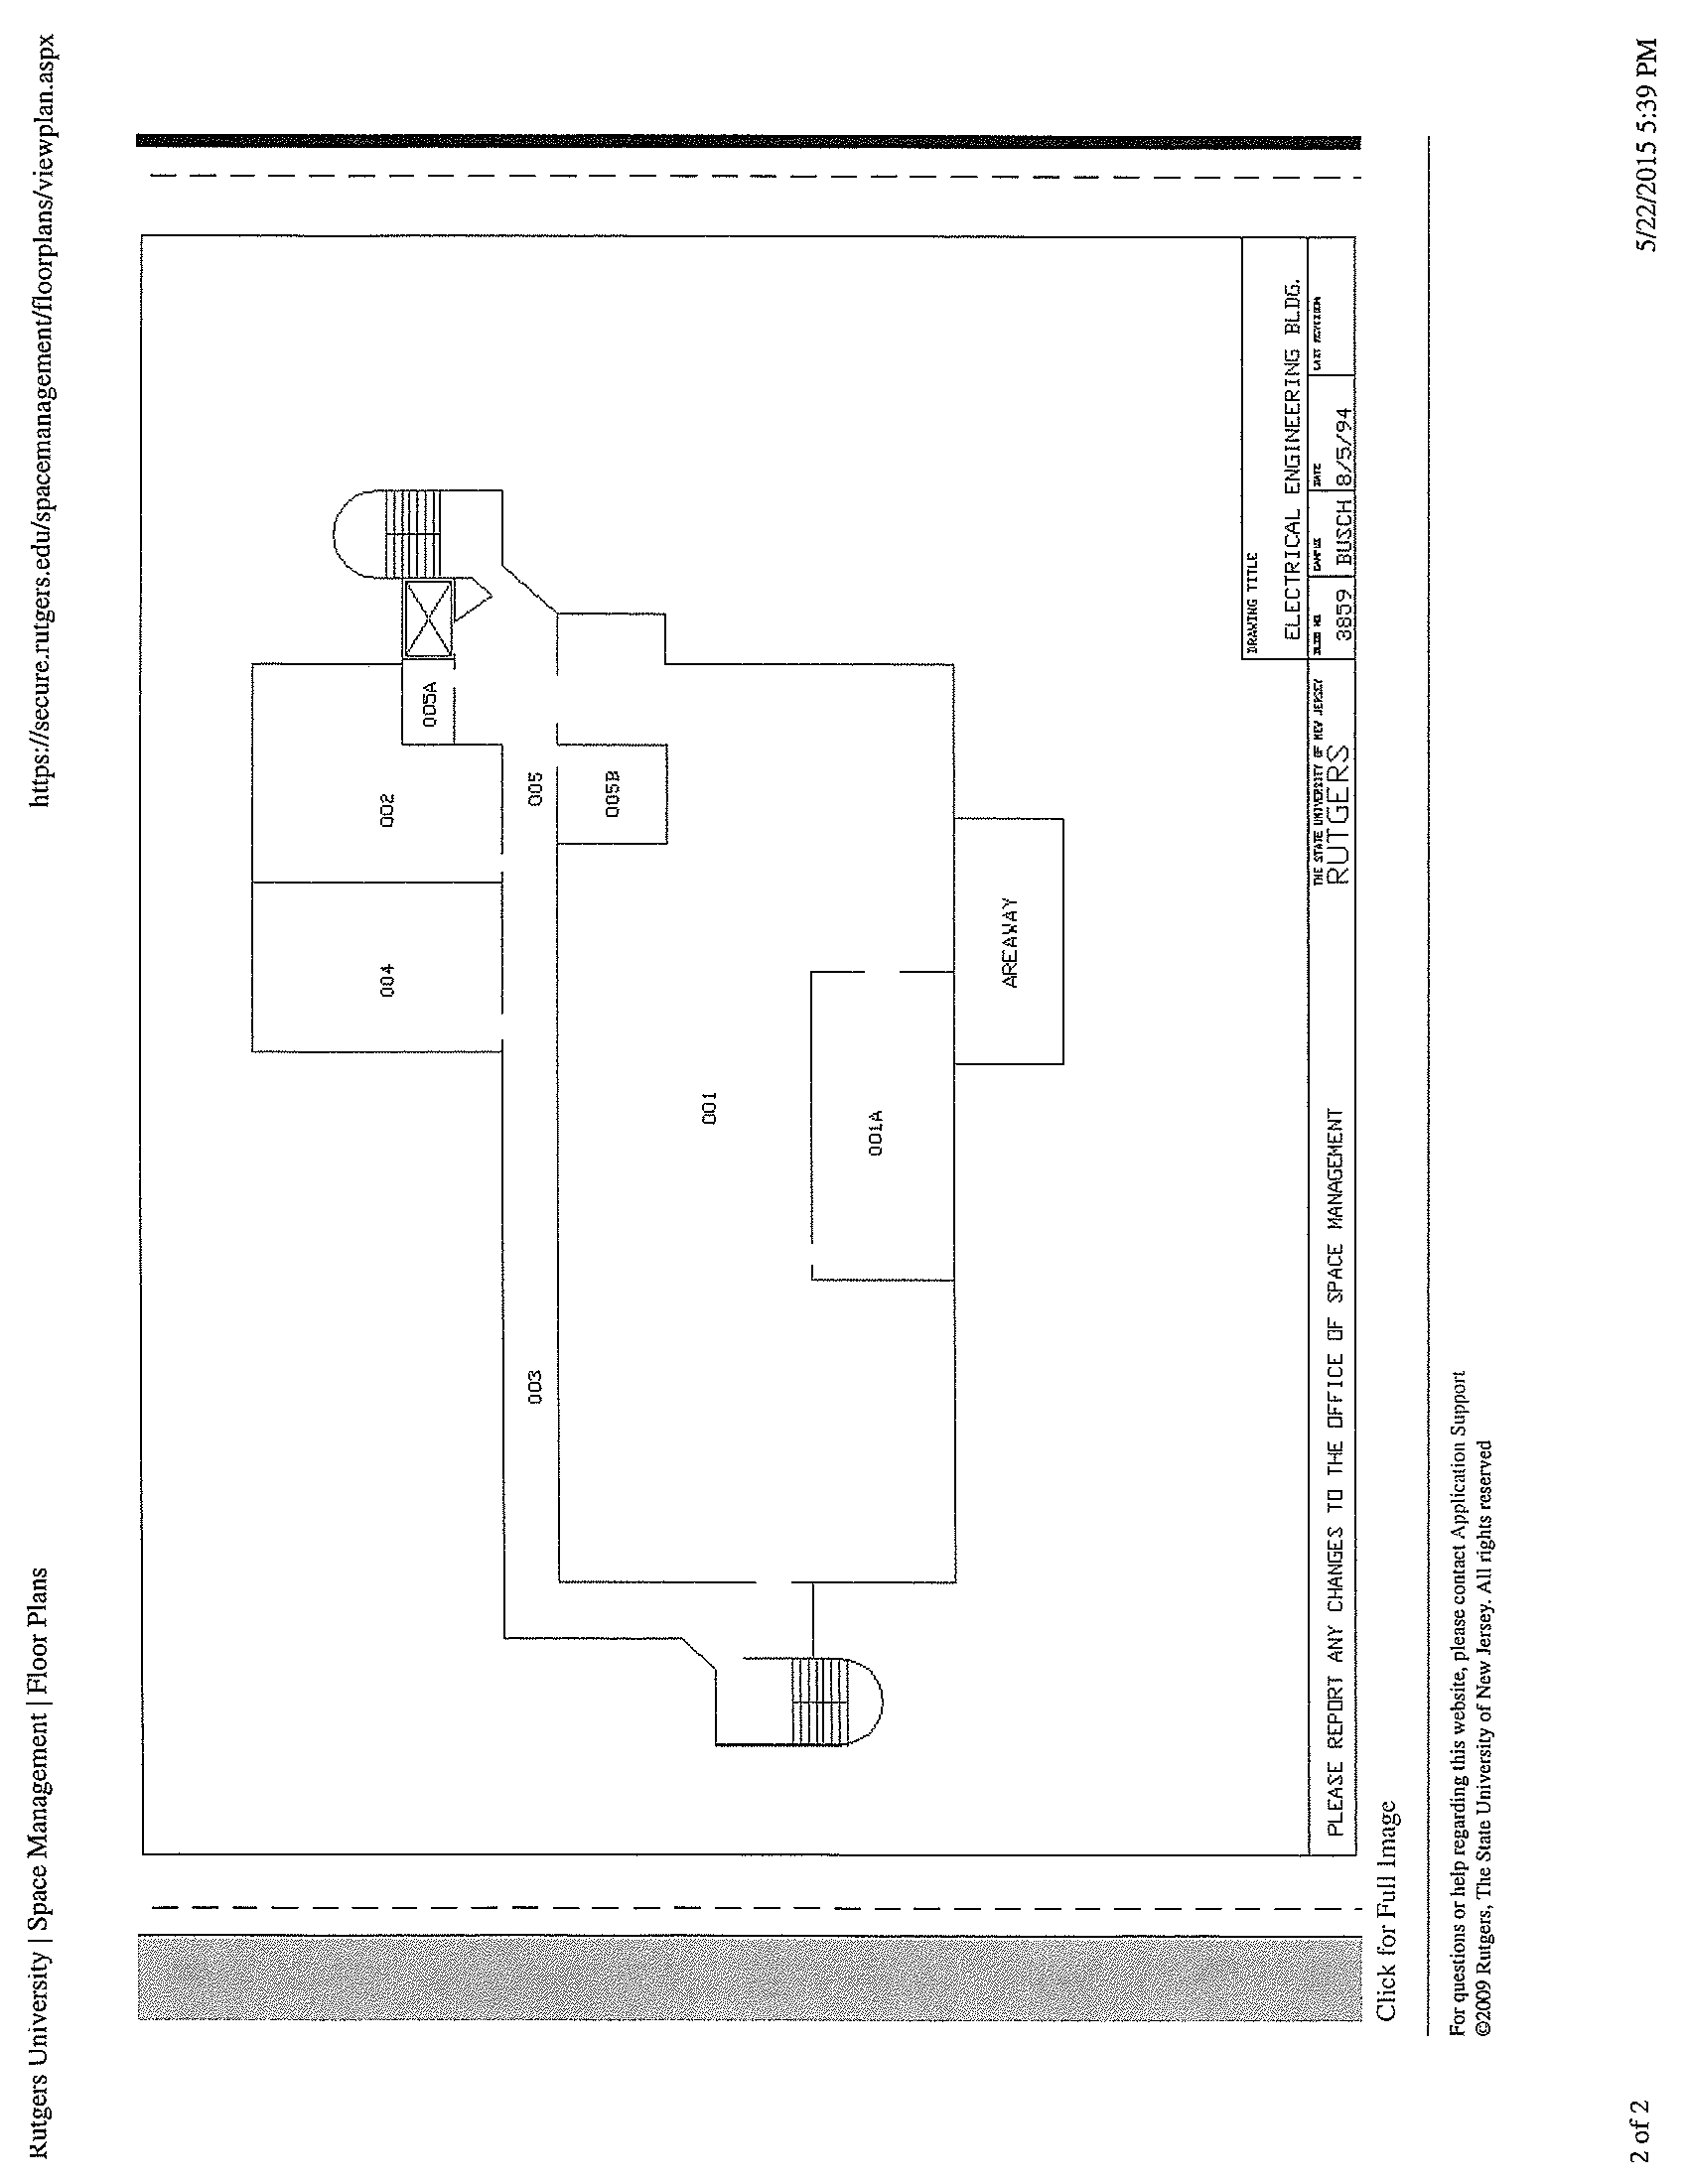 Rutgers University | Space Management | Floor Plans
https://secure.rutgers.edu/spacemanagement/floorplans/viewplan.aspx
004
002
005A
003
005
005B
001
001A
AREAWAY
DRAWING TITLE
ELECTRICAL ENGINEERING BLDG.
PLEASE REPORT ANY CHANGES TO THE OFFICE OF SPACE MANAGEMENT
THE STATE UNIVERSITY OF NEW JERSEY
RUTGERS
BLDG NO
3859
CAMPUS
BUSCH
DATE
8/5/94
LAST REVISION
Click for Full Image
For questions or help regarding this website, please contact Application Support
©2009 Rutgers, The State University of New Jersey. All rights reserved
2 of 2
5/22/2015 5:39 PM